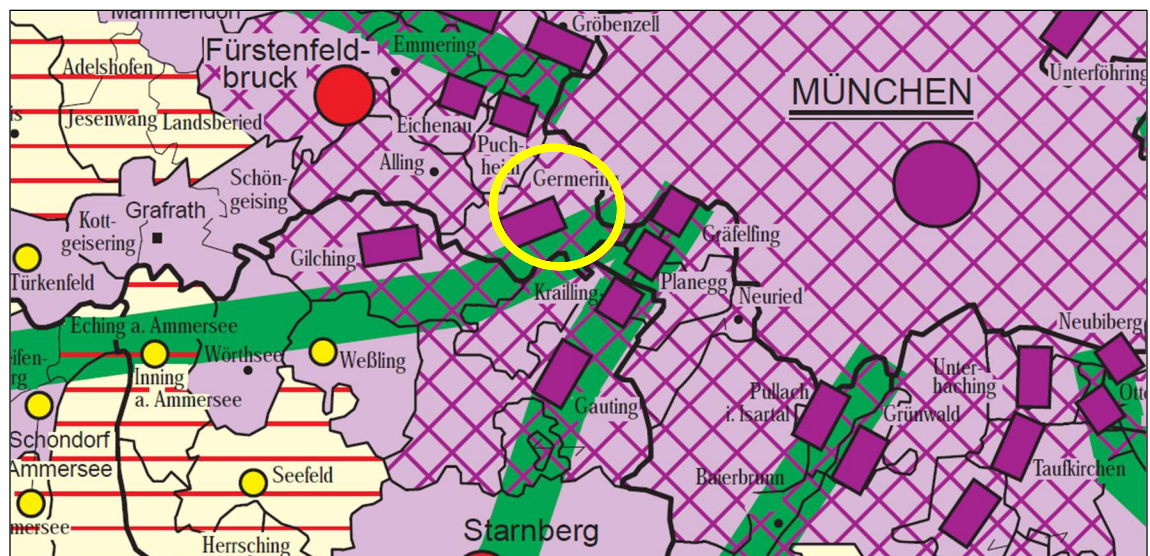 Mammendorf
Gröbenzell
Fürstenfeld-
bruck
Emmering
Adelshofen
Unterföhring
MÜNCHEN
Jesenwang
Landsberied
Eichenau
Puch-
heim
Alling
Germering
Schön-
geising
Grafrath
Kott-
geisering
Gräfelfing
Gilching
Türkenfeld
Planegg
Krailling
Neuried
Eching a. Ammersee
Neubiberg
Wörthsee
Weßling
Inning
a. Ammersee
Unter-
haching
Pullach
i. Isartal
Grünwald
Gauting
Schondorf
Ammersee
Seefeld
Baierbrunn
Taufkirchen
Starnberg
Herrsching